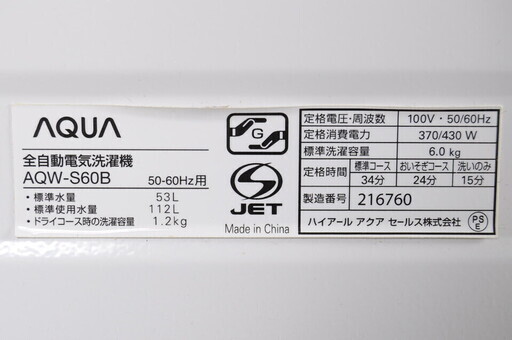 AQUA
全自動電気洗濯機
AQW-S60B 50-60Hz用
・標準水量 53L
・標準使用水量 112L
・ドライコース時の洗濯容量 1.2kg
G
S
JET
Made in China
定格電圧・周波数 100V・50/60Hz
定格消費電力 370/430 W
標準洗濯容量 6.0 kg
定格時間 標準コース おいそぎコース 洗いのみ
34分 24分 15分
製造番号 216760
ハイアール アクア セールス株式会社
PS
E